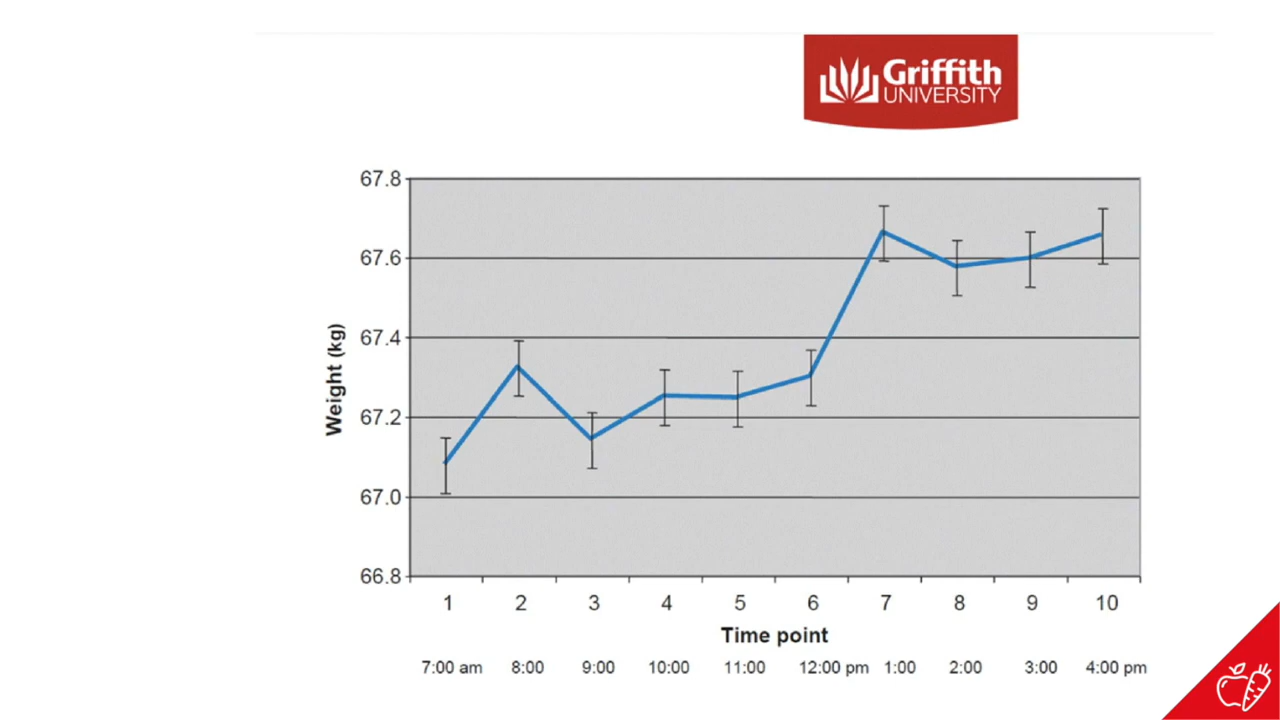 Griffith
UNIVERSITY
67.8
67.6
67.4
67.2
67.0
66.8
Weight (kg)
1 2 3 4 5 6 7 8 9 10
Time point
7:00 am 8:00 9:00 10:00 11:00 12:00 pm 1:00 2:00 3:00 4:00 pm